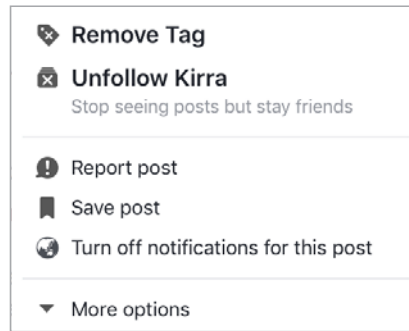 Remove Tag
Unfollow Kirra
Stop seeing posts but stay friends
Report post
Save post
Turn off notifications for this post
More options